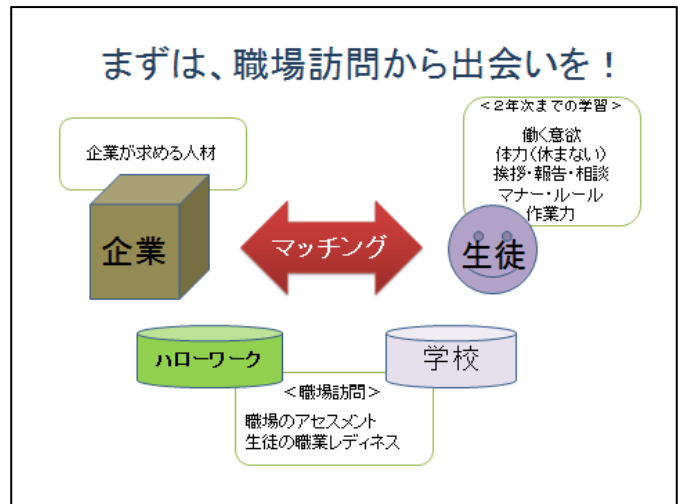 まずは、職場訪問から出会いを！
＜２年次までの学習＞
働く意欲
体力（休まない）
挨拶・報告・相談
マナー・ルール
作業力
企業が求める人材
企業
マッチング
生徒
ハローワーク
学校
＜職場訪問＞
職場のアセスメント
生徒の職業レディネス